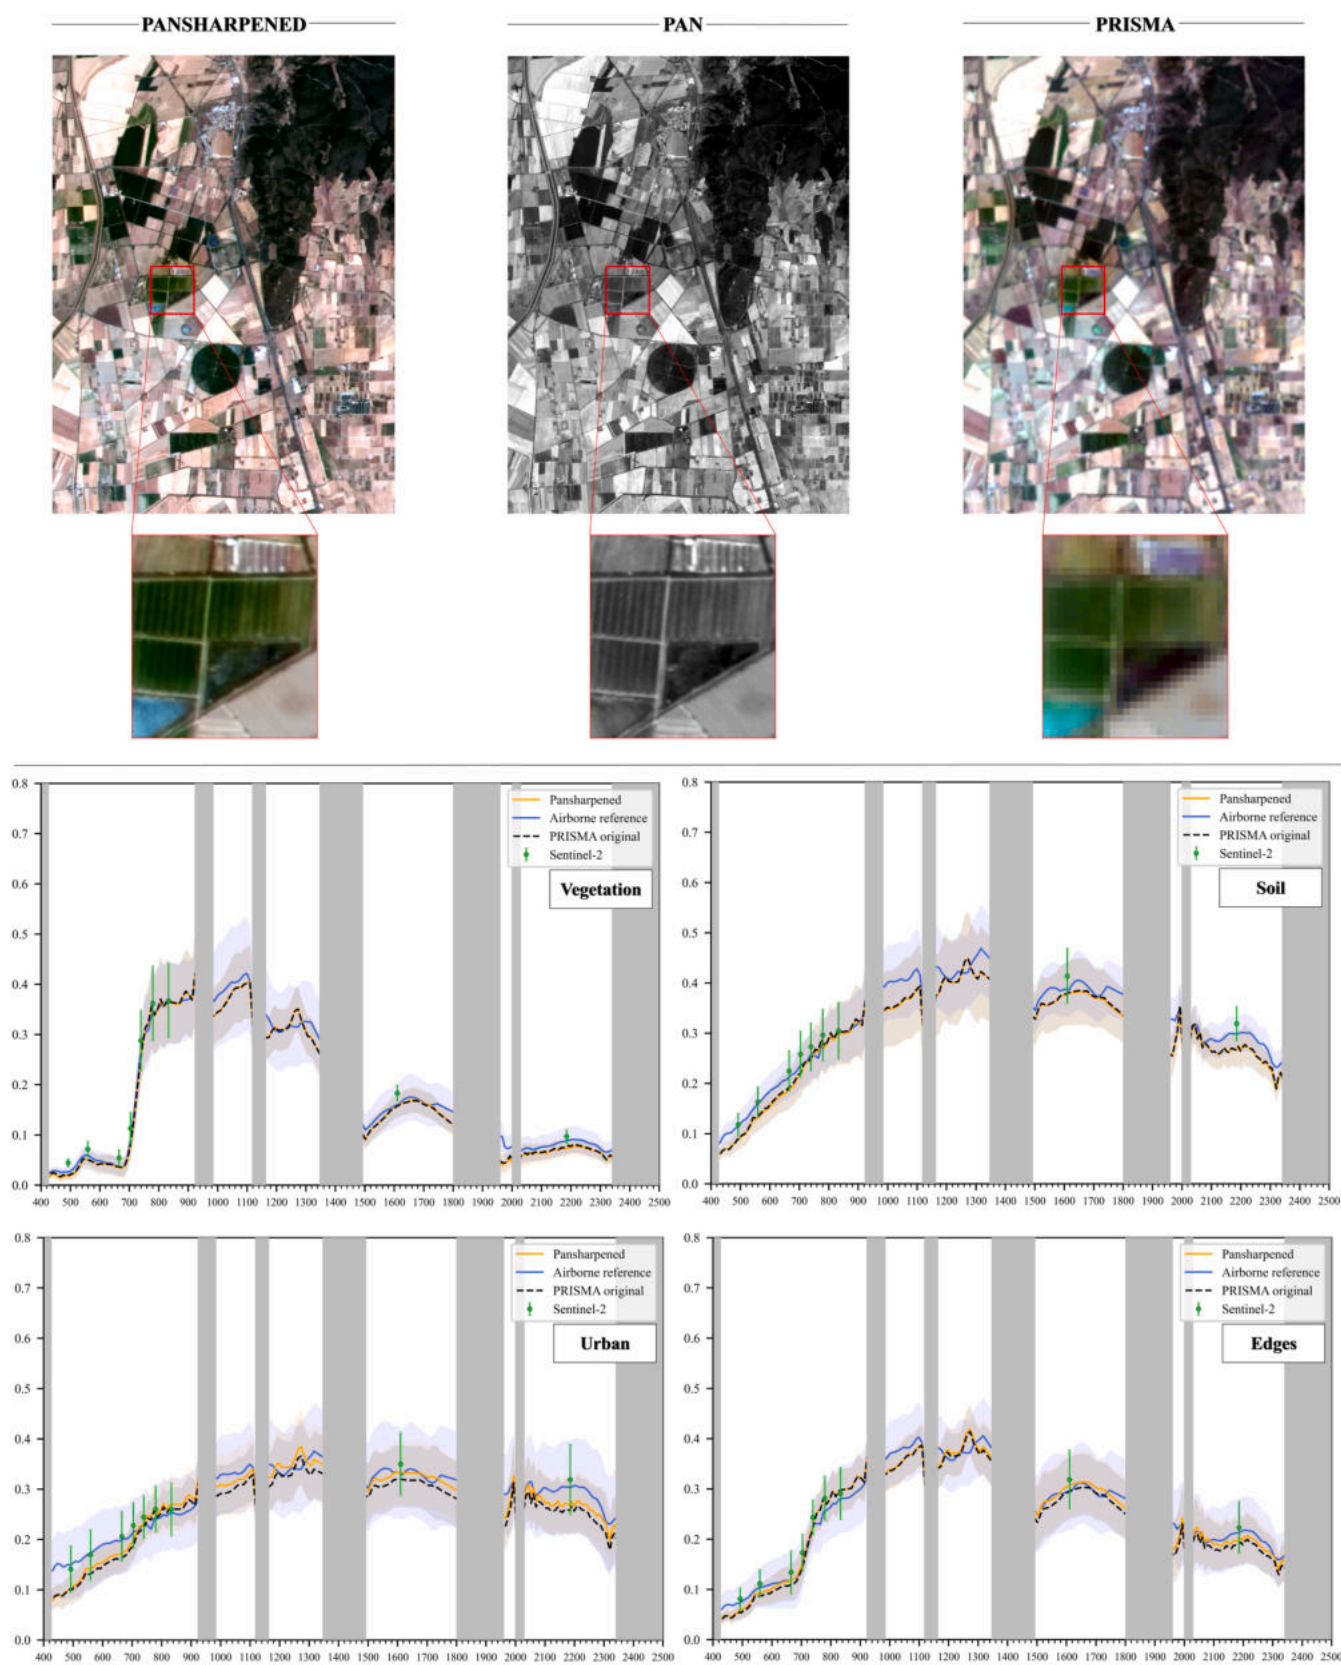 PANSHARPENED PAN PRISMA
0.8 0.8
Pansharpened Pansharpened
Airborne reference Airborne reference
0.7 0.7
PRISMA original PRISMA original
Sentinel-2 Sentinel-2
0.6 Vegetation 0.6 Soil
0.5 0.5
0.4 0.4
0.3 0.3
0.2 0.2
0.1 0.1
0.0 0.0
400 500 600 700 800 900 1000 1100 1200 1300 1400 1500 1600 1700 1800 1900 2000 2100 2200 2300 2400 2500 400 500 600 700 800 900 1000 1100 1200 1300 1400 1500 1600 1700 1800 1900 2000 2100 2200 2300 2400 2500
0.8 0.8
Pansharpened Pansharpened
Airborne reference Airborne reference
0.7 0.7
PRISMA original PRISMA original
Sentinel-2 Sentinel-2
0.6 Urban 0.6 Edges
0.5 0.5
0.4 0.4
0.3 0.3
0.2 0.2
0.1 0.1
0.0 0.0
400 500 600 700 800 900 1000 1100 1200 1300 1400 1500 1600 1700 1800 1900 2000 2100 2200 2300 2400 2500 400 500 600 700 800 900 1000 1100 1200 1300 1400 1500 1600 1700 1800 1900 2000 2100 2200 2300 2400 2500